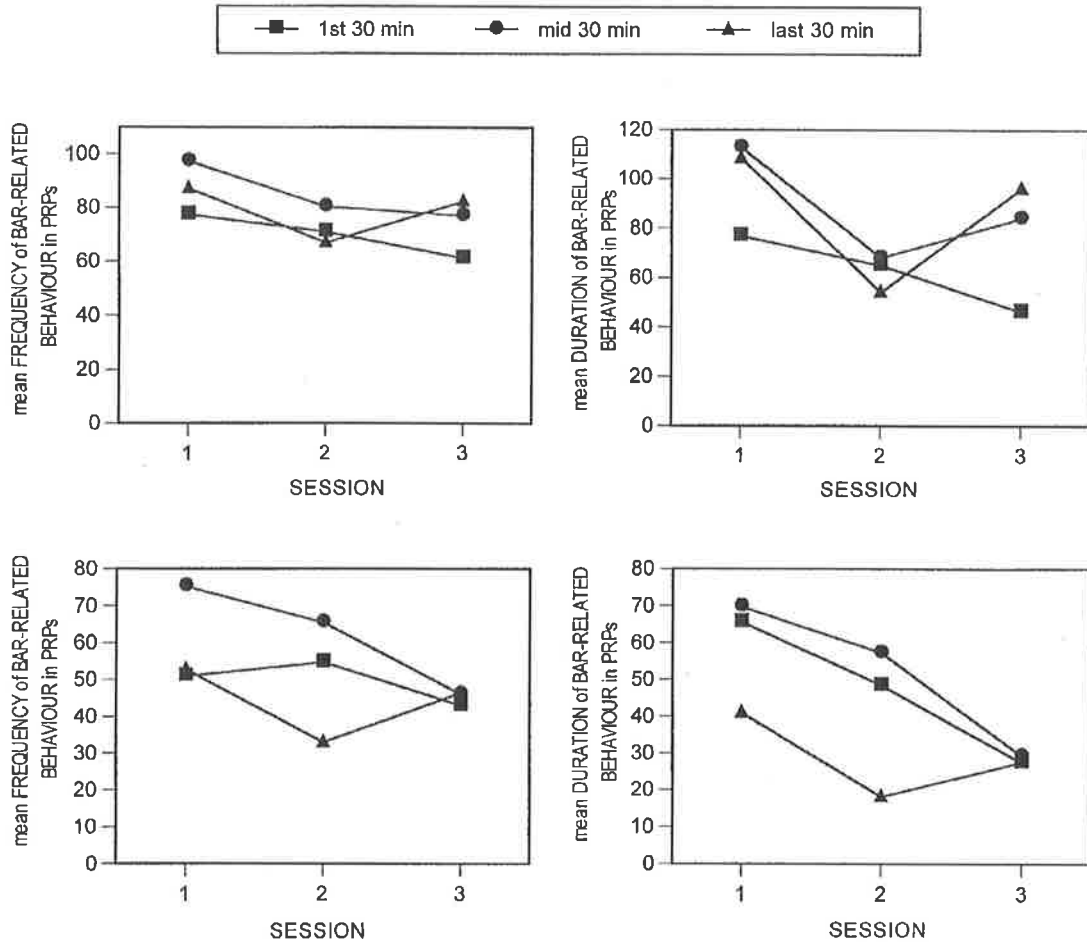 1st 30 min mid 30 min last 30 min
mean FREQUENCY of BAR-RELATED
BEHAVIOUR in PRPs
100
80
60
40
20
0
1 2 3
SESSION
mean DURATION of BAR-RELATED
BEHAVIOUR in PRPs
120
100
80
60
40
20
0
1 2 3
SESSION
mean FREQUENCY of BAR-RELATED
BEHAVIOUR in PRPs
80
70
60
50
40
30
20
10
0
1 2 3
SESSION
mean DURATION of BAR-RELATED
BEHAVIOUR in PRPs
80
70
60
50
40
30
20
10
0
1 2 3
SESSION